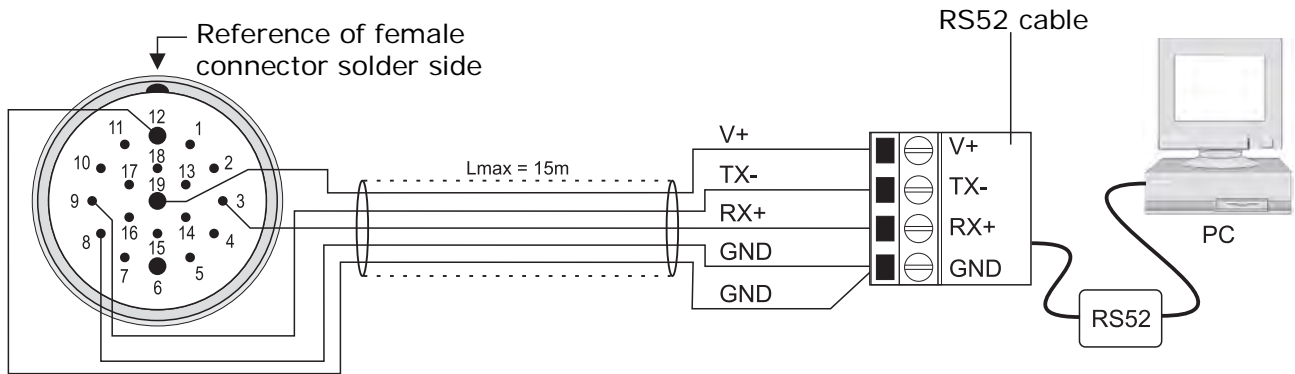 Reference of female
connector solder side
RS52 cable
12
11
1
10
18
2
17
13
19
9
3
8
16
14
4
15
7
5
6
Lmax = 15m
V+
TX-
RX+
GND
GND
V+
TX-
RX+
GND
RS52
PC